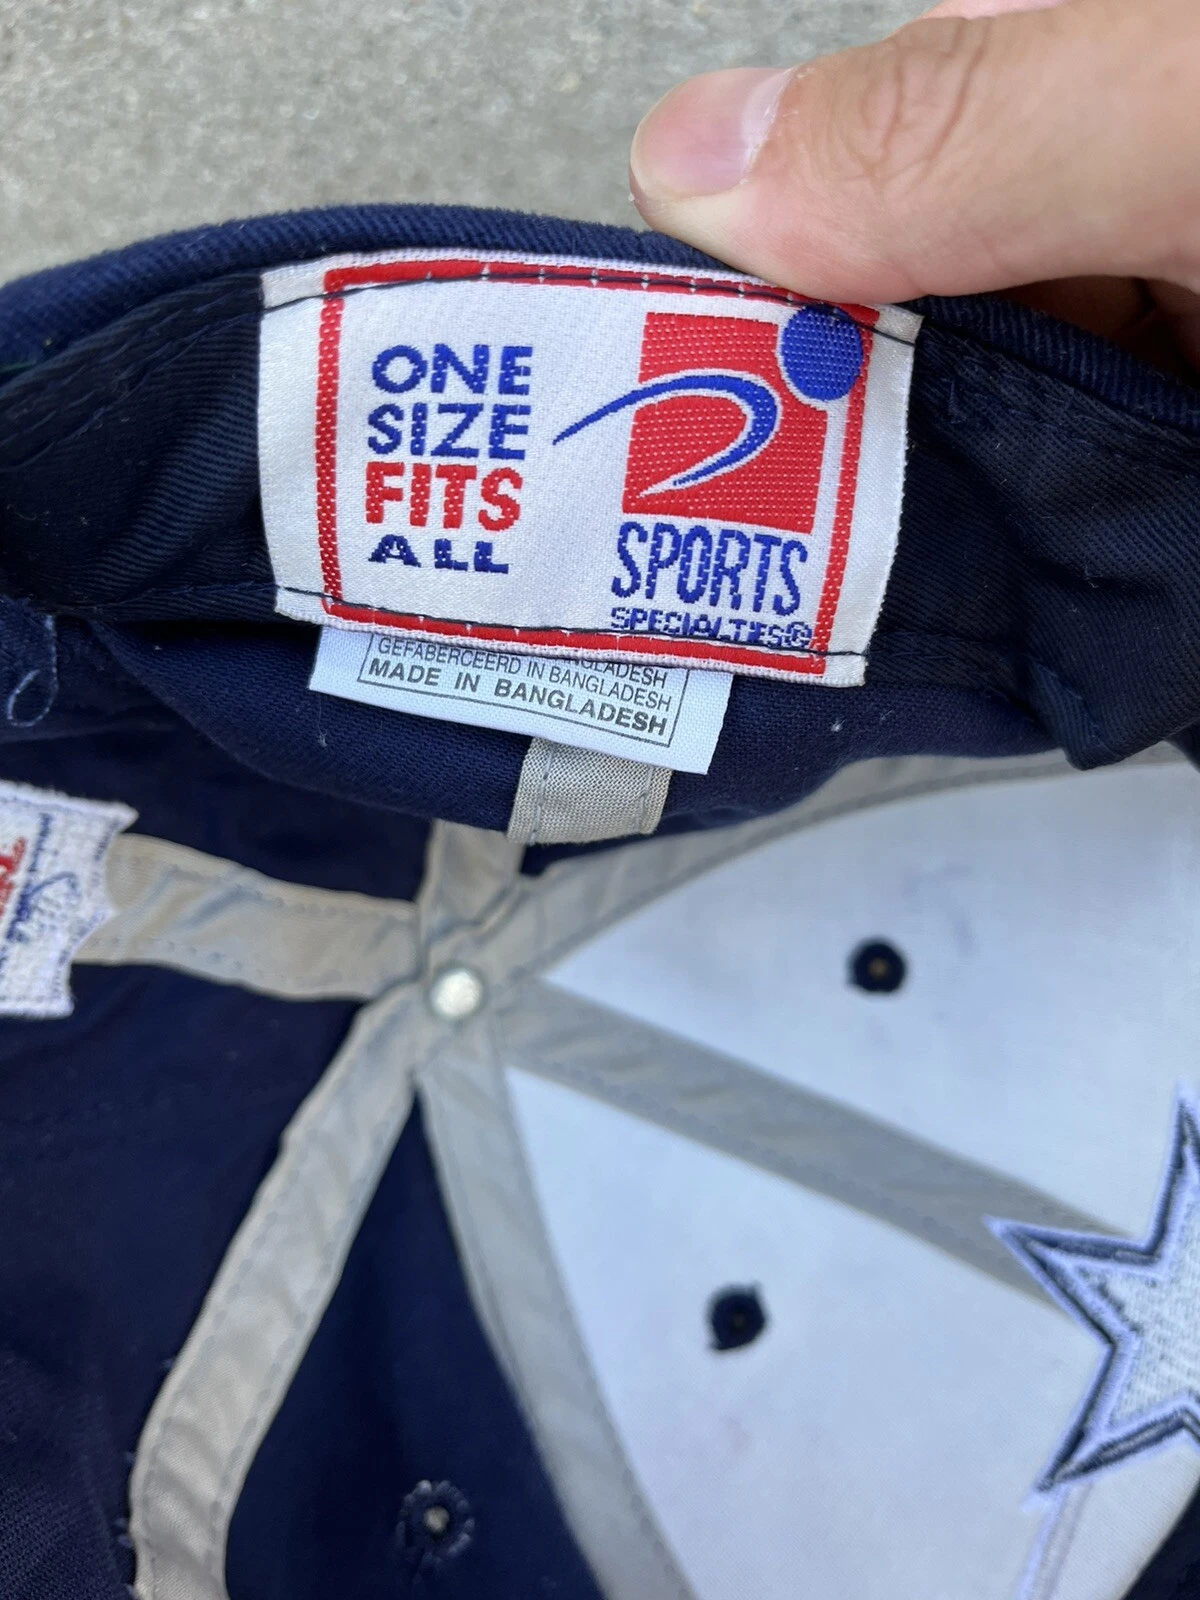 ONE
SIZE
FITS
ALL
SPORTS
SPECIALTIES®
GEFABERCEERD IN BANGLADESH
MADE IN BANGLADESH